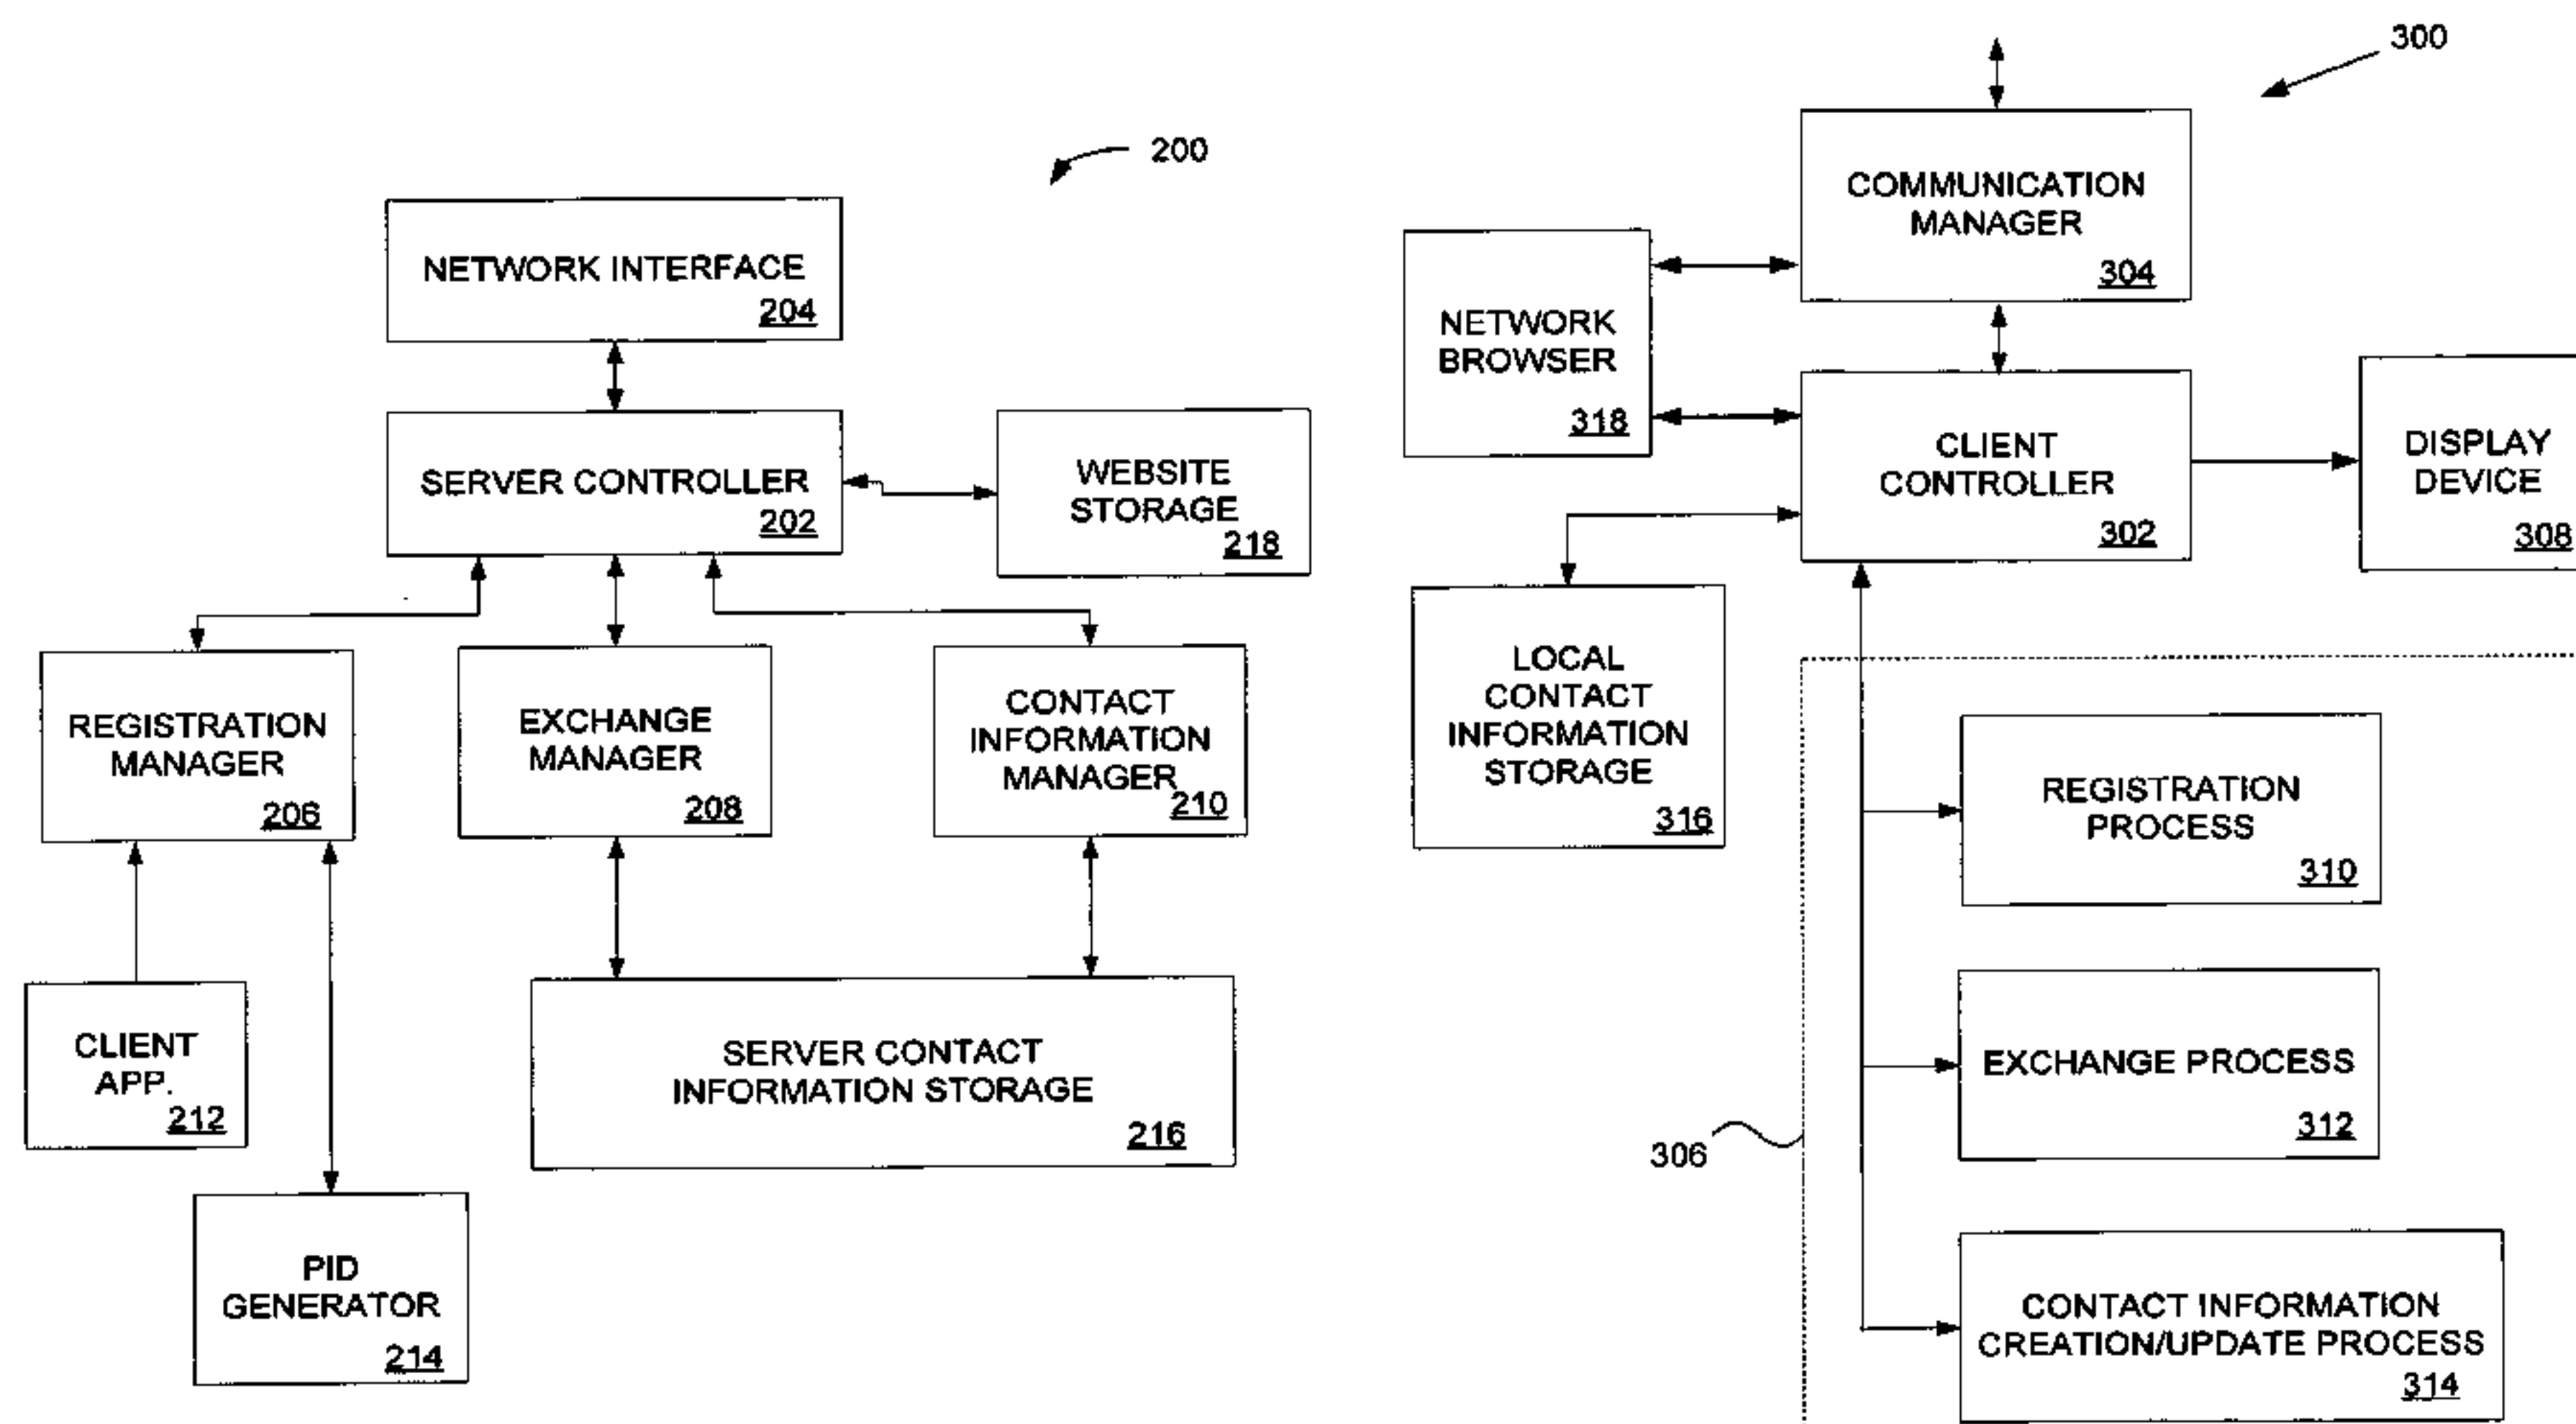 200
NETWORK INTERFACE
204
SERVER CONTROLLER
202
WEBSITE
STORAGE
218
REGISTRATION
MANAGER
206
EXCHANGE
MANAGER
208
CONTACT
INFORMATION
MANAGER
210
CLIENT
APP.
212
SERVER CONTACT
INFORMATION STORAGE
216
PID
GENERATOR
214
300
COMMUNICATION
MANAGER
304
NETWORK
BROWSER
318
CLIENT
CONTROLLER
302
DISPLAY
DEVICE
308
LOCAL
CONTACT
INFORMATION
STORAGE
316
REGISTRATION
PROCESS
310
EXCHANGE PROCESS
312
306
CONTACT INFORMATION
CREATION/UPDATE PROCESS
314